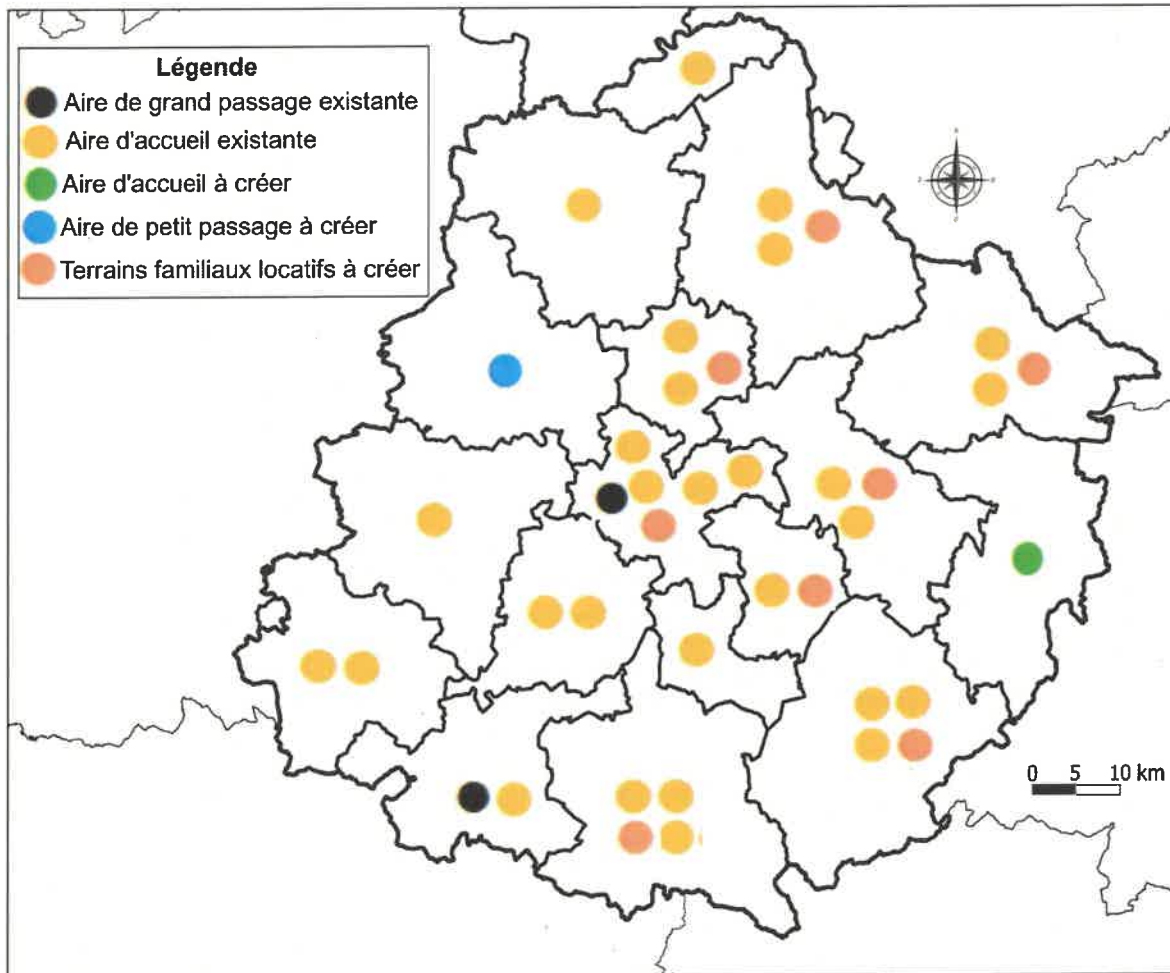 Légende
Aire de grand passage existante
Aire d'accueil existante
Aire d'accueil à créer
Aire de petit passage à créer
Terrains familiaux locatifs à créer
0 5 10 km